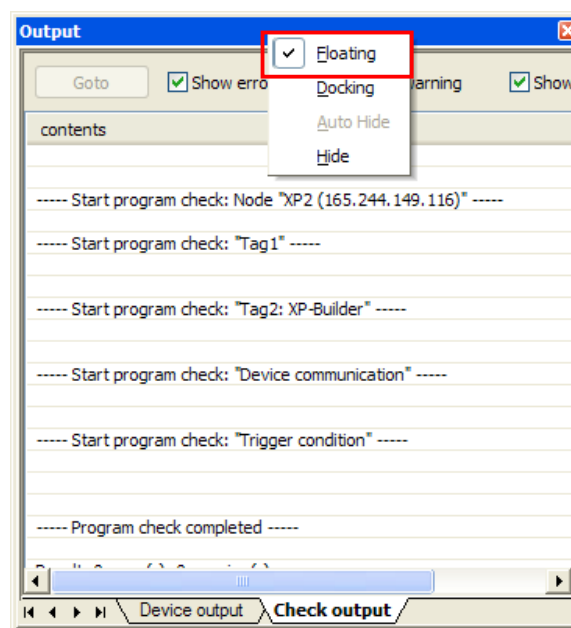 Output
Floating
Docking
Auto Hide
Hide
Goto
Show erro
arning
Show
contents
----- Start program check: Node "XP2 (165.244.149.116)" -----
----- Start program check: "Tag1" -----
----- Start program check: "Tag2: XP-Builder" -----
----- Start program check: "Device communication" -----
----- Start program check: "Trigger condition" -----
----- Program check completed -----
Device output
Check output